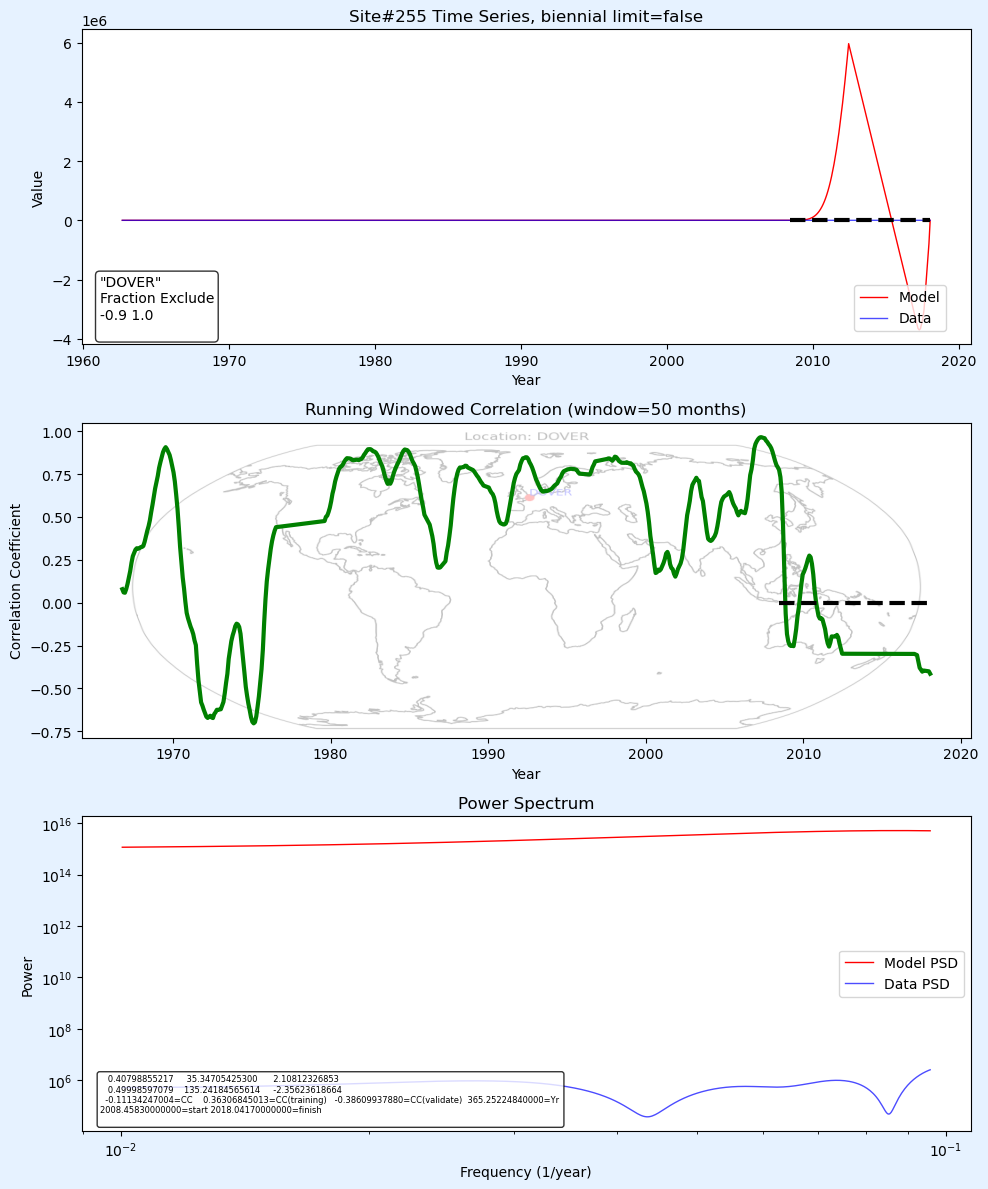 Site#255 Time Series, biennial limit=false
1e6
6
4
2
0
−2
−4
Value
"DOVER"
Fraction Exclude
-0.9 1.0
Model
Data
1960
1970
1980
1990
2000
2010
2020
Year
Running Windowed Correlation (window=50 months)
Location: DOVER
DOVER
1.00
0.75
0.50
0.25
0.00
−0.25
−0.50
−0.75
Correlation Coefficient
1970
1980
1990
2000
2010
2020
Year
Power Spectrum
10^16
10^14
10^12
10^10
10^8
10^6
Power
Model PSD
Data PSD
0.40798855217 35.34705425300 2.10812326853
0.49998597079 135.24184565614 -2.35623618664
-0.11134247004=CC 0.36306845013=CC(training) -0.38609937880=CC(validate) 365.25224840000=Yr
2008.45830000000=start 2018.04170000000=finish
10^−2
10^−1
Frequency (1/year)